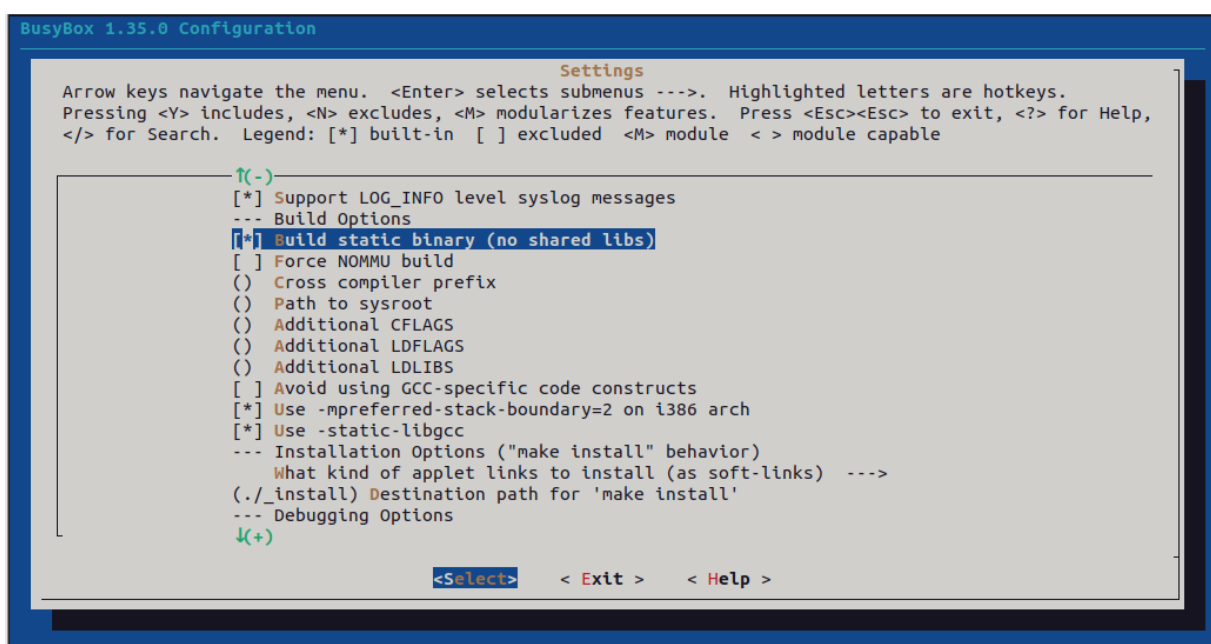 BusyBox 1.35.0 Configuration
Settings
Arrow keys navigate the menu. <Enter> selects submenus --->. Highlighted letters are hotkeys.
Pressing <Y> includes, <N> excludes, <M> modularizes features. Press <Esc><Esc> to exit, <?> for Help,
</> for Search. Legend: [*] built-in [ ] excluded <M> module < > module capable
↑(-)
[*] Support LOG_INFO level syslog messages
--- Build Options
[*] Build static binary (no shared libs)
[ ] Force NOMMU build
() Cross compiler prefix
() Path to sysroot
() Additional CFLAGS
() Additional LDFLAGS
() Additional LDLIBS
[ ] Avoid using GCC-specific code constructs
[*] Use -mpreferred-stack-boundary=2 on i386 arch
[*] Use -static-libgcc
--- Installation Options ("make install" behavior)
What kind of applet links to install (as soft-links) --->
(./_install) Destination path for 'make install'
--- Debugging Options
↓(+)
<Select> < Exit > < Help >